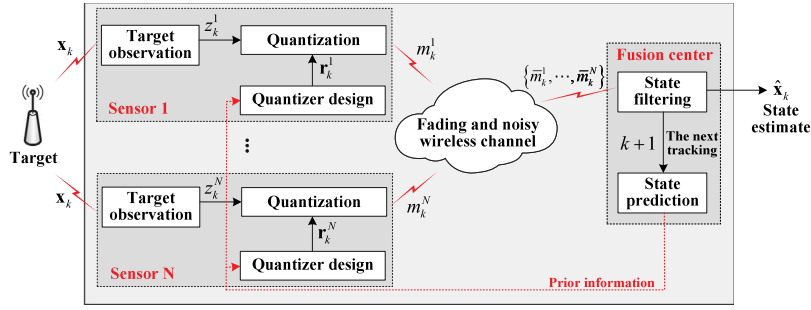 x_k
Target
x_k
Target observation
z_k^1
Quantization
r_k^1
Quantizer design
Sensor 1
m_k^1
⋮
Target observation
z_k^N
Quantization
r_k^N
Quantizer design
Sensor N
m_k^N
Fading and noisy
wireless channel
{m̅_k^1, ⋯, m̅_k^N}
Fusion center
State
filtering
x̂_k
State
estimate
k+1
The next
tracking
State
prediction
Prior information